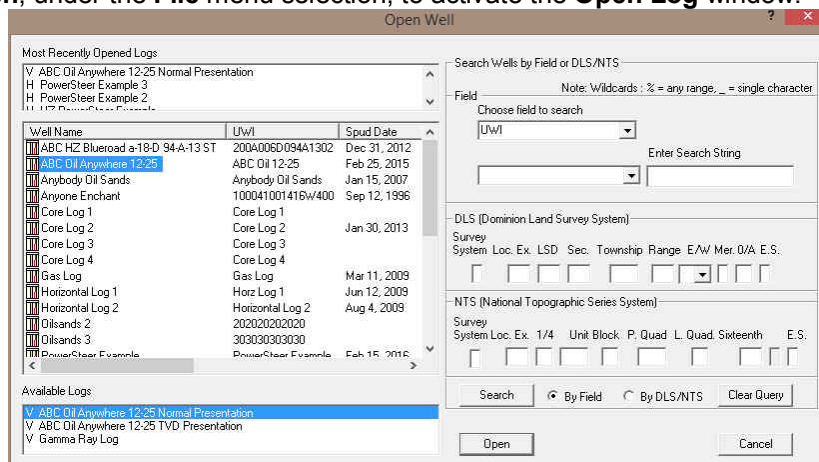 , under the File menu selection, to activate the Open Log window.
Open Well
?
Most Recently Opened Logs
V ABC Oil Anywhere 12-25 Normal Presentation
H PowerSteer Example 3
H PowerSteer Example 2
Well Name UWI Spud Date
ABC HZ Blueroad a-18-D 94-A-13 ST 200A006D094A1302 Dec 31, 2012
ABC Oil Anywhere 12-25 ABC Oil 12-25 Feb 25, 2015
Anybody Oil Sands Anybody Oil Sands Jan 15, 2007
Anyone Enchant 100041001416W400 Sep 12, 1996
Core Log 1 Core Log 1
Core Log 2 Core Log 2 Jan 30, 2013
Core Log 3 Core Log 3
Core Log 4 Core Log 4
Gas Log Gas Log Mar 11, 2009
Horizontal Log 1 Horz Log 1 Jun 12, 2009
Horizontal Log 2 Horizontal Log 2 Aug 4, 2009
Oilsands 2 202020202020
Oilsands 3 303030303030
PowerSteer Example PowerSteer Example Feb 15, 2016
Available Logs
V ABC Oil Anywhere 12-25 Normal Presentation
V ABC Oil Anywhere 12-25 TVD Presentation
V Gamma Ray Log
Search Wells by Field or DLS/NTS
Note: Wildcards : % = any range, _ = single character
Field
Choose field to search
UWI
Enter Search String
DLS (Dominion Land Survey System)
Survey
System Loc. Ex. LSD Sec. Township Range E/W Mer. 0/A E.S.
NTS (National Topographic Series System)
Survey
System Loc. Ex. 1/4 Unit Block P. Quad L. Quad. Sixteenth E.S.
Search By Field By DLS/NTS Clear Query
Open Cancel